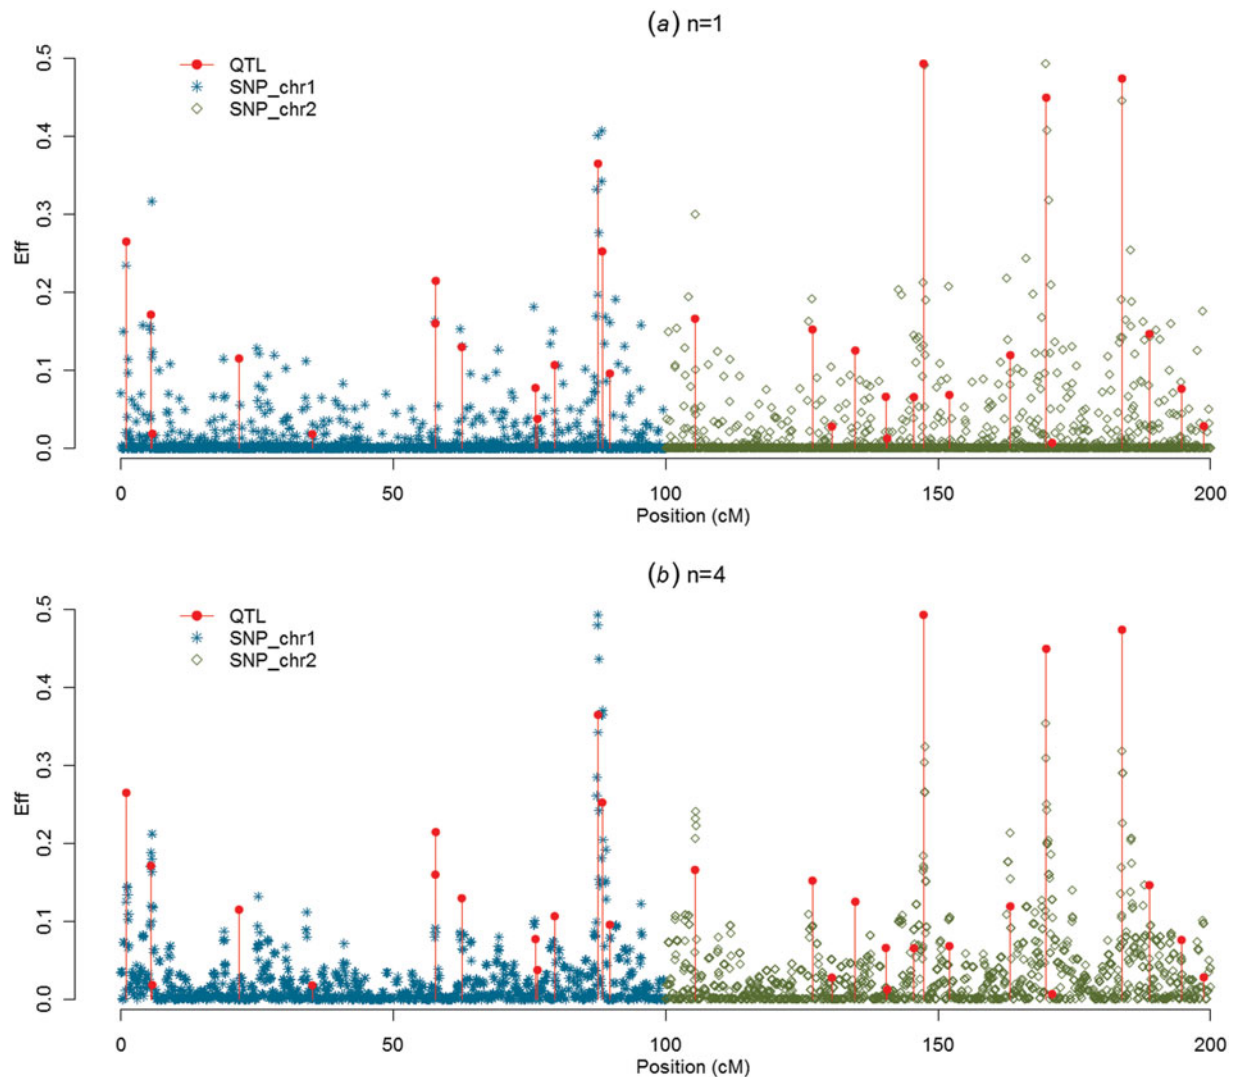 (a) n=1
QTL
SNP_chr1
SNP_chr2
Eff
0.5
0.4
0.3
0.2
0.1
0.0
0 50 100 150 200
Position (cM)
(b) n=4
QTL
SNP_chr1
SNP_chr2
Eff
0.5
0.4
0.3
0.2
0.1
0.0
0 50 100 150 200
Position (cM)